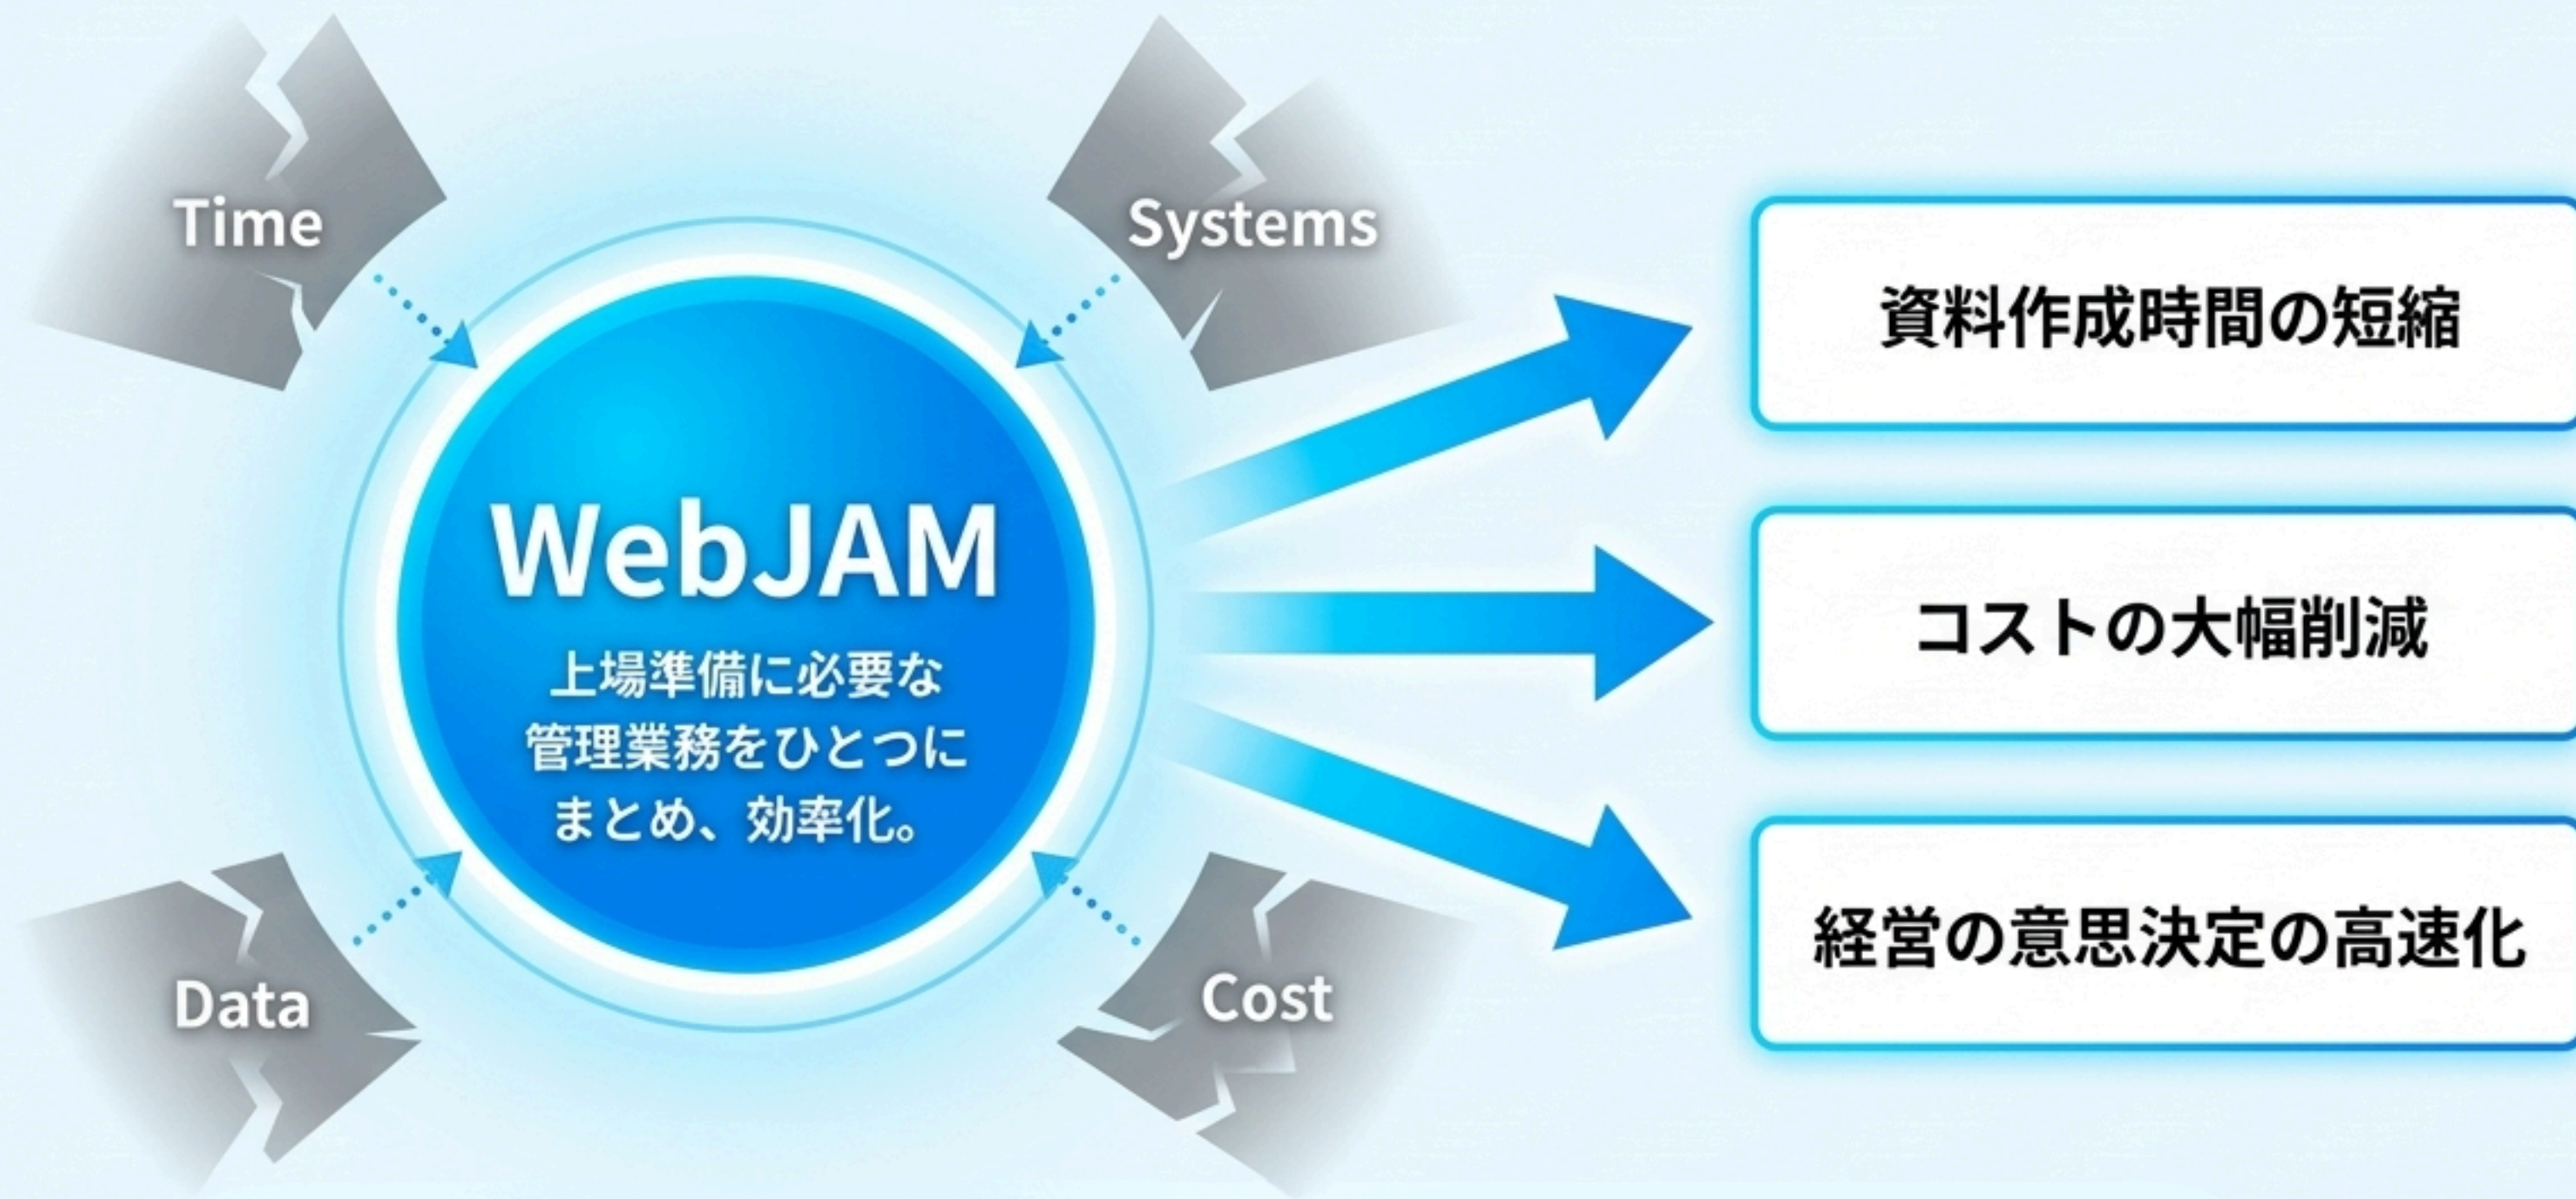 Time
Systems
WebJAM
上場準備に必要な
管理業務をひとつに
まとめ、効率化。
Data
Cost
資料作成時間の短縮
コストの大幅削減
経営の意思決定の高速化